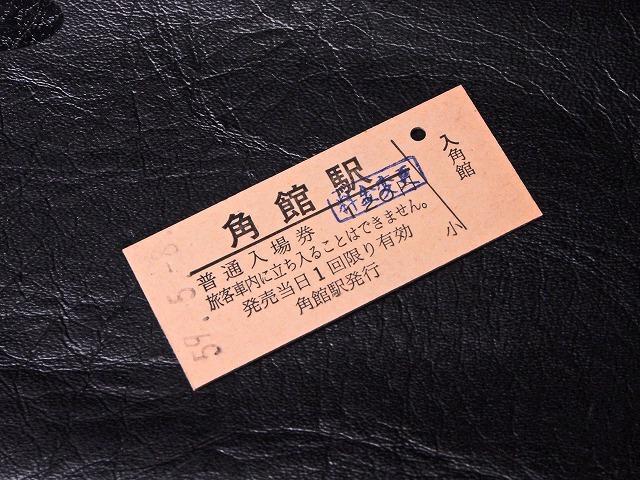 角館駅
普通入場券
旅客車内に立ち入ることはできません。
発売当日1回限り有効
角館駅発行
入
角館
小
59.5.-8